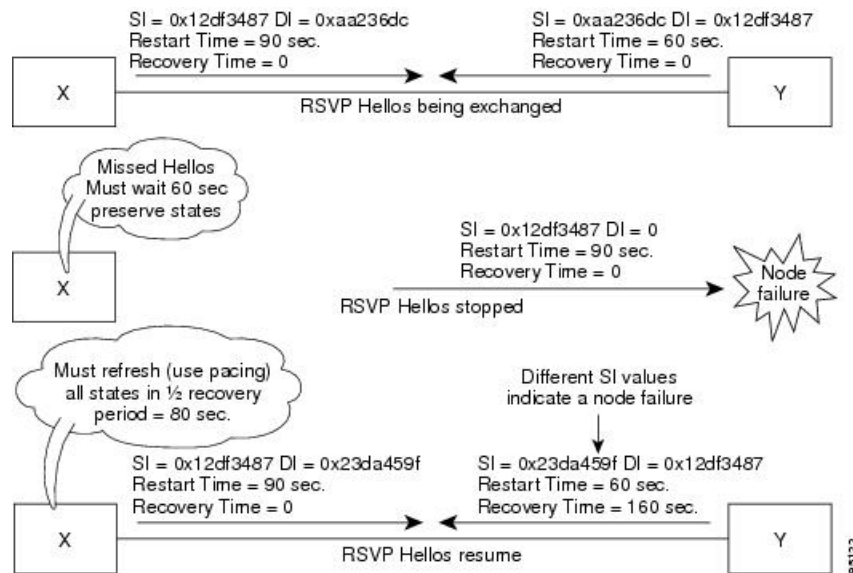 SI = 0x12df3487 DI = 0xaa236dc
Restart Time = 90 sec.
Recovery Time = 0
SI = 0xaa236dc DI = 0x12df3487
Restart Time = 60 sec.
Recovery Time = 0
X
Y
RSVP Hellos being exchanged
Missed Hellos
Must wait 60 sec
preserve states
X
SI = 0x12df3487 DI = 0
Restart Time = 90 sec.
Recovery Time = 0
RSVP Hellos stopped
Node
failure
Must refresh (use pacing)
all states in ½ recovery
period = 80 sec.
Different SI values
indicate a node failure
SI = 0x12df3487 DI = 0x23da459f
Restart Time = 90 sec.
Recovery Time = 0
SI = 0x23da459f DI = 0x12df3487
Restart Time = 60 sec.
Recovery Time = 160 sec.
X
Y
RSVP Hellos resume